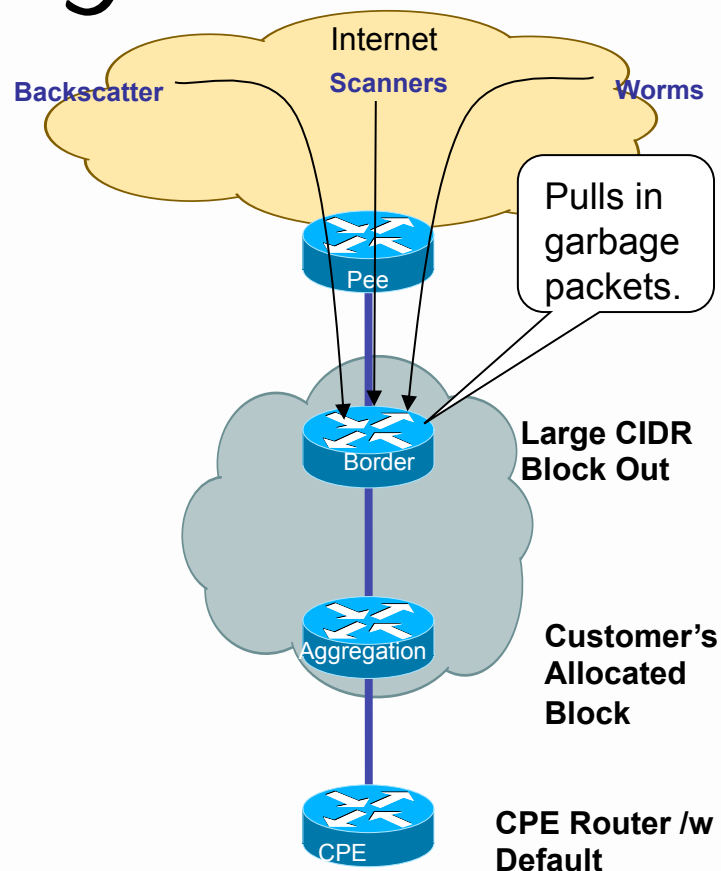 Internet
Backscatter
Scanners
Worms
Pulls in
garbage
packets.
Pee
Border
Large CIDR
Block Out
Aggregation
Customer’s
Allocated
Block
CPE
CPE Router /w
Default